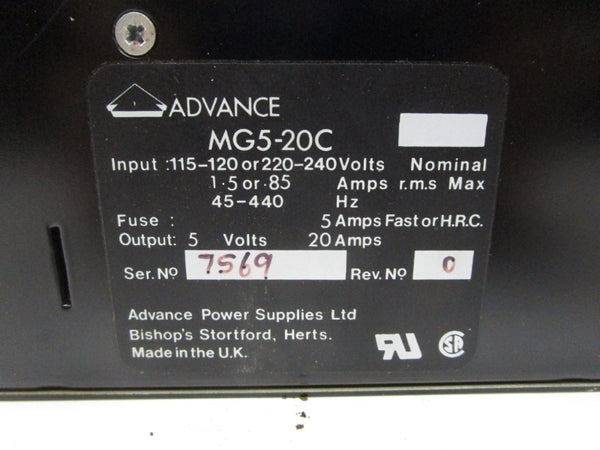 ADVANCE
MG5-20C
Input :115-120 or 220-240 Volts Nominal
1·5 or ·85 Amps r.m.s Max
45-440 Hz
Fuse : 5 Amps Fast or H.R.C.
Output: 5 Volts 20 Amps
Ser. No 7569 Rev. No 0
Advance Power Supplies Ltd
Bishop's Stortford, Herts.
Made in the U.K.
RU SA